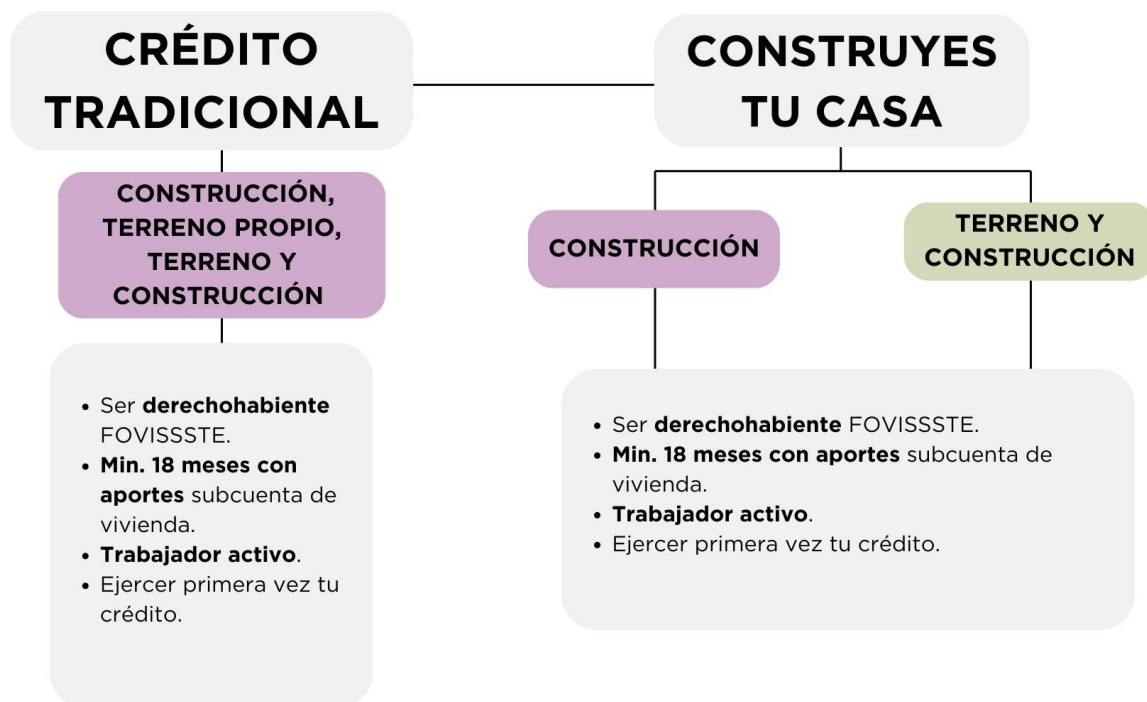 CRÉDITO
TRADICIONAL
CONSTRUCCIÓN,
TERRENO PROPIO,
TERRENO Y
CONSTRUCCIÓN
• Ser derechohabiente
FOVISSSTE.
• Min. 18 meses con
aportes subcuenta de
vivienda.
• Trabajador activo.
• Ejercer primera vez tu
crédito.
CONSTRUYES
TU CASA
CONSTRUCCIÓN
TERRENO Y
CONSTRUCCIÓN
• Ser derechohabiente FOVISSSTE.
• Min. 18 meses con aportes subcuenta de
vivienda.
• Trabajador activo.
• Ejercer primera vez tu crédito.